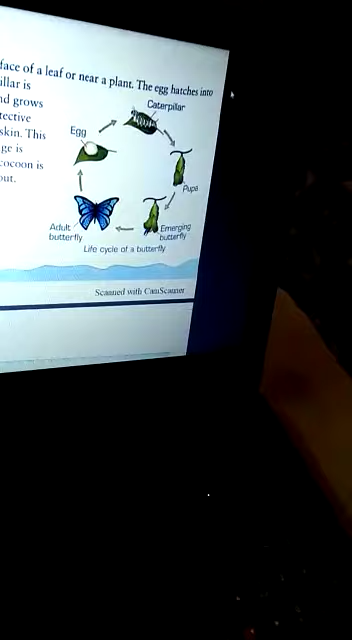 face of a leaf or near a plant. The egg hatches into
illar is
nd grows
tective
skin. This
ge is
cocoon is
out.
Caterpillar
Egg
Pupa
Adult
butterfly
Emerging
butterfly
Life cycle of a butterfly
Scanned with CamScanner